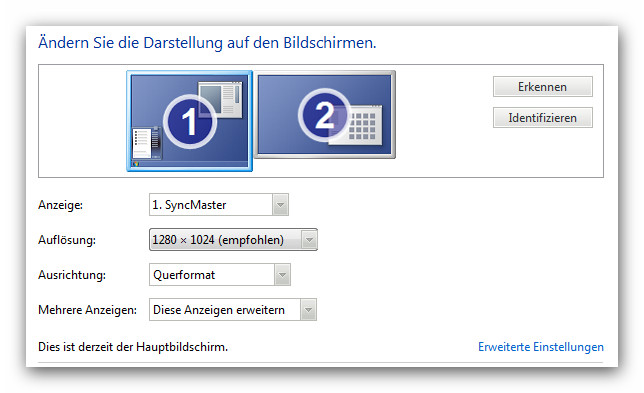 Ändern Sie die Darstellung auf den Bildschirmen.
1
2
Erkennen
Identifizieren
Anzeige: 1. SyncMaster
Auflösung: 1280 × 1024 (empfohlen)
Ausrichtung: Querformat
Mehrere Anzeigen: Diese Anzeigen erweitern
Dies ist derzeit der Hauptbildschirm. Erweiterte Einstellungen